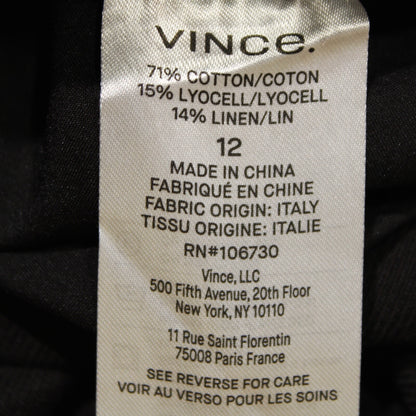 VINCe.
71% COTTON/COTON
15% LYOCELL/LYOCELL
14% LINEN/LIN
12
MADE IN CHINA
FABRIQUÉ EN CHINE
FABRIC ORIGIN: ITALY
TISSU ORIGINE: ITALIE
RN#106730
Vince, LLC
500 Fifth Avenue, 20th Floor
New York, NY 10110
11 Rue Saint Florentin
75008 Paris France
SEE REVERSE FOR CARE
VOIR AU VERSO POUR LES SOINS